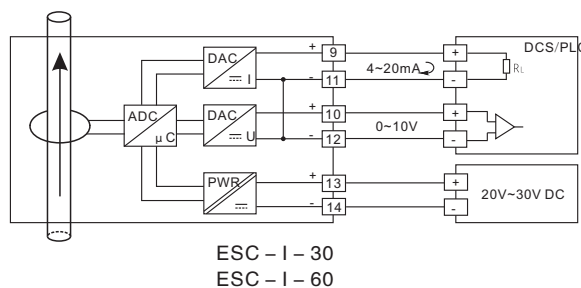 DCS/PLC
DAC
I
+ 9
- 11
4~20mA
+
-
RL
ADC
μC
DAC
U
+ 10
- 12
0~10V
+
-
PWR
+ 13
- 14
+
-
20V~30V DC
ESC – I – 30
ESC – I – 60